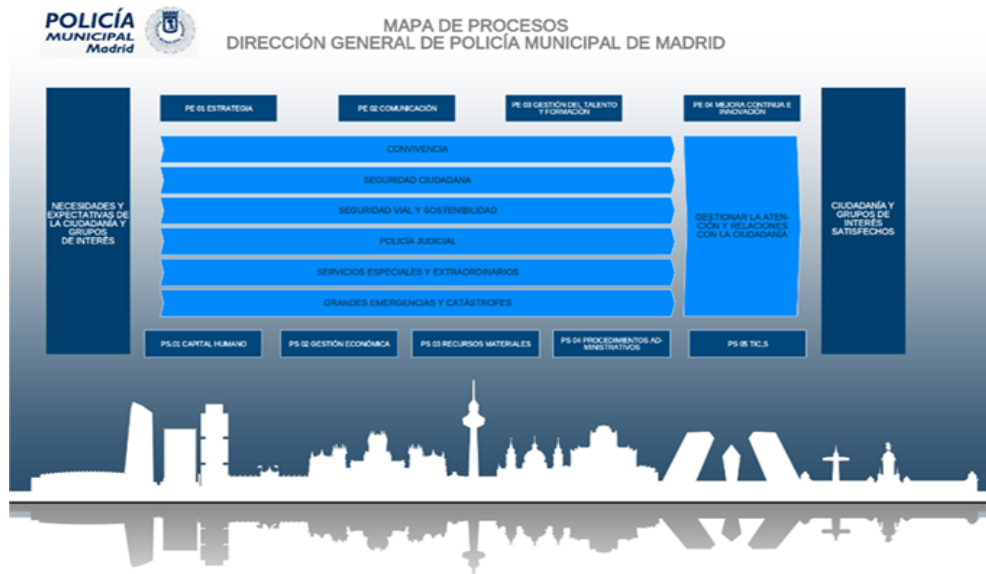 POLICÍA
MUNICIPAL
Madrid
MAPA DE PROCESOS
DIRECCIÓN GENERAL DE POLICÍA MUNICIPAL DE MADRID
NECESIDADES Y
EXPECTATIVAS DE
LA CIUDADANÍA Y
GRUPOS
DE INTERÉS
PE 01 ESTRATEGIA
PE 02 COMUNICACIÓN
PE 03 GESTIÓN DEL TALENTO
Y FORMACIÓN
PE 04 MEJORA CONTINUA E
INNOVACIÓN
CONVIVENCIA
SEGURIDAD CIUDADANA
SEGURIDAD VIAL Y SOSTENIBILIDAD
POLICÍA JUDICIAL
SERVICIOS ESPECIALES Y EXTRAORDINARIOS
GRANDES EMERGENCIAS Y CATÁSTROFES
GESTIONAR LA ATEN-
CIÓN Y RELACIONES
CON LA CIUDADANÍA
CIUDADANÍA Y
GRUPOS DE
INTERÉS
SATISFECHOS
PS.01 CAPITAL HUMANO
PS 02 GESTIÓN ECONÓMICA
PS 03 RECURSOS MATERIALES
PS 04 PROCEDIMIENTOS AD-
MINISTRATIVOS
PS 05 TIC,S